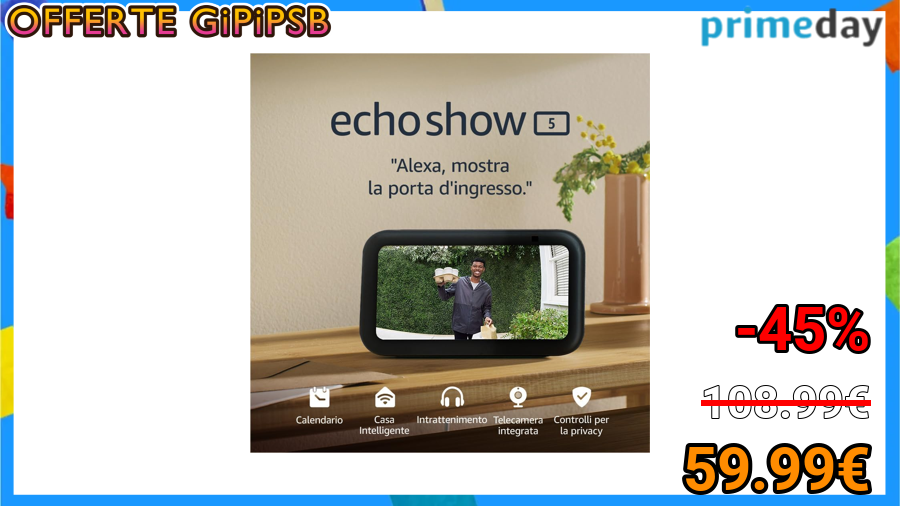 OFFERTE GiPiPSB
primeday
echo show 5
"Alexa, mostra
la porta d'ingresso."
-45%
108.99€
59.99€
Calendario
Casa
Intelligente
Intrattenimento
Telecamera
integrata
Controlli per
la privacy